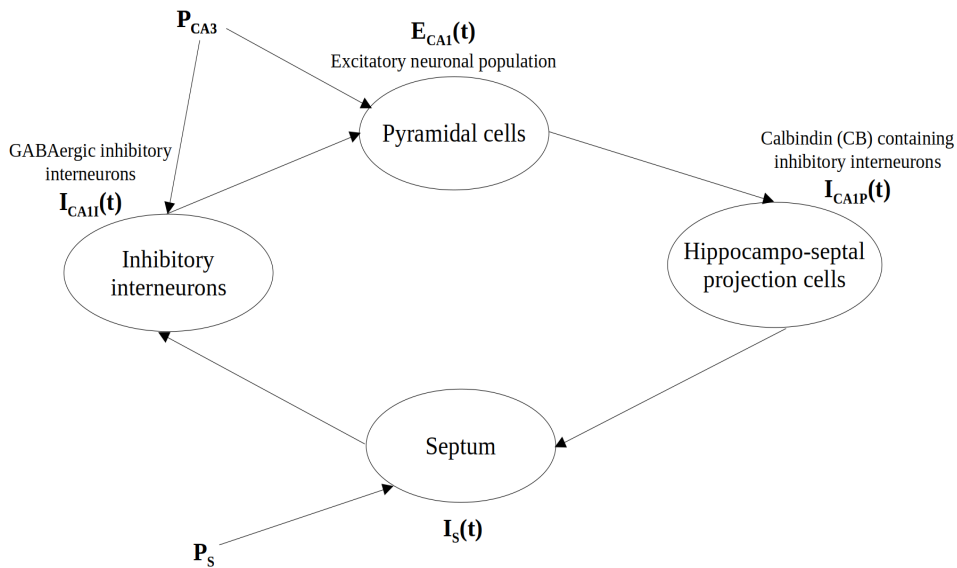 P_CA3
E_CA1(t)
Excitatory neuronal population
Pyramidal cells
GABAergic inhibitory
interneurons
I_CA1I(t)
Inhibitory
interneurons
Calbindin (CB) containing
inhibitory interneurons
I_CA1P(t)
Hippocampo-septal
projection cells
Septum
I_S(t)
P_S